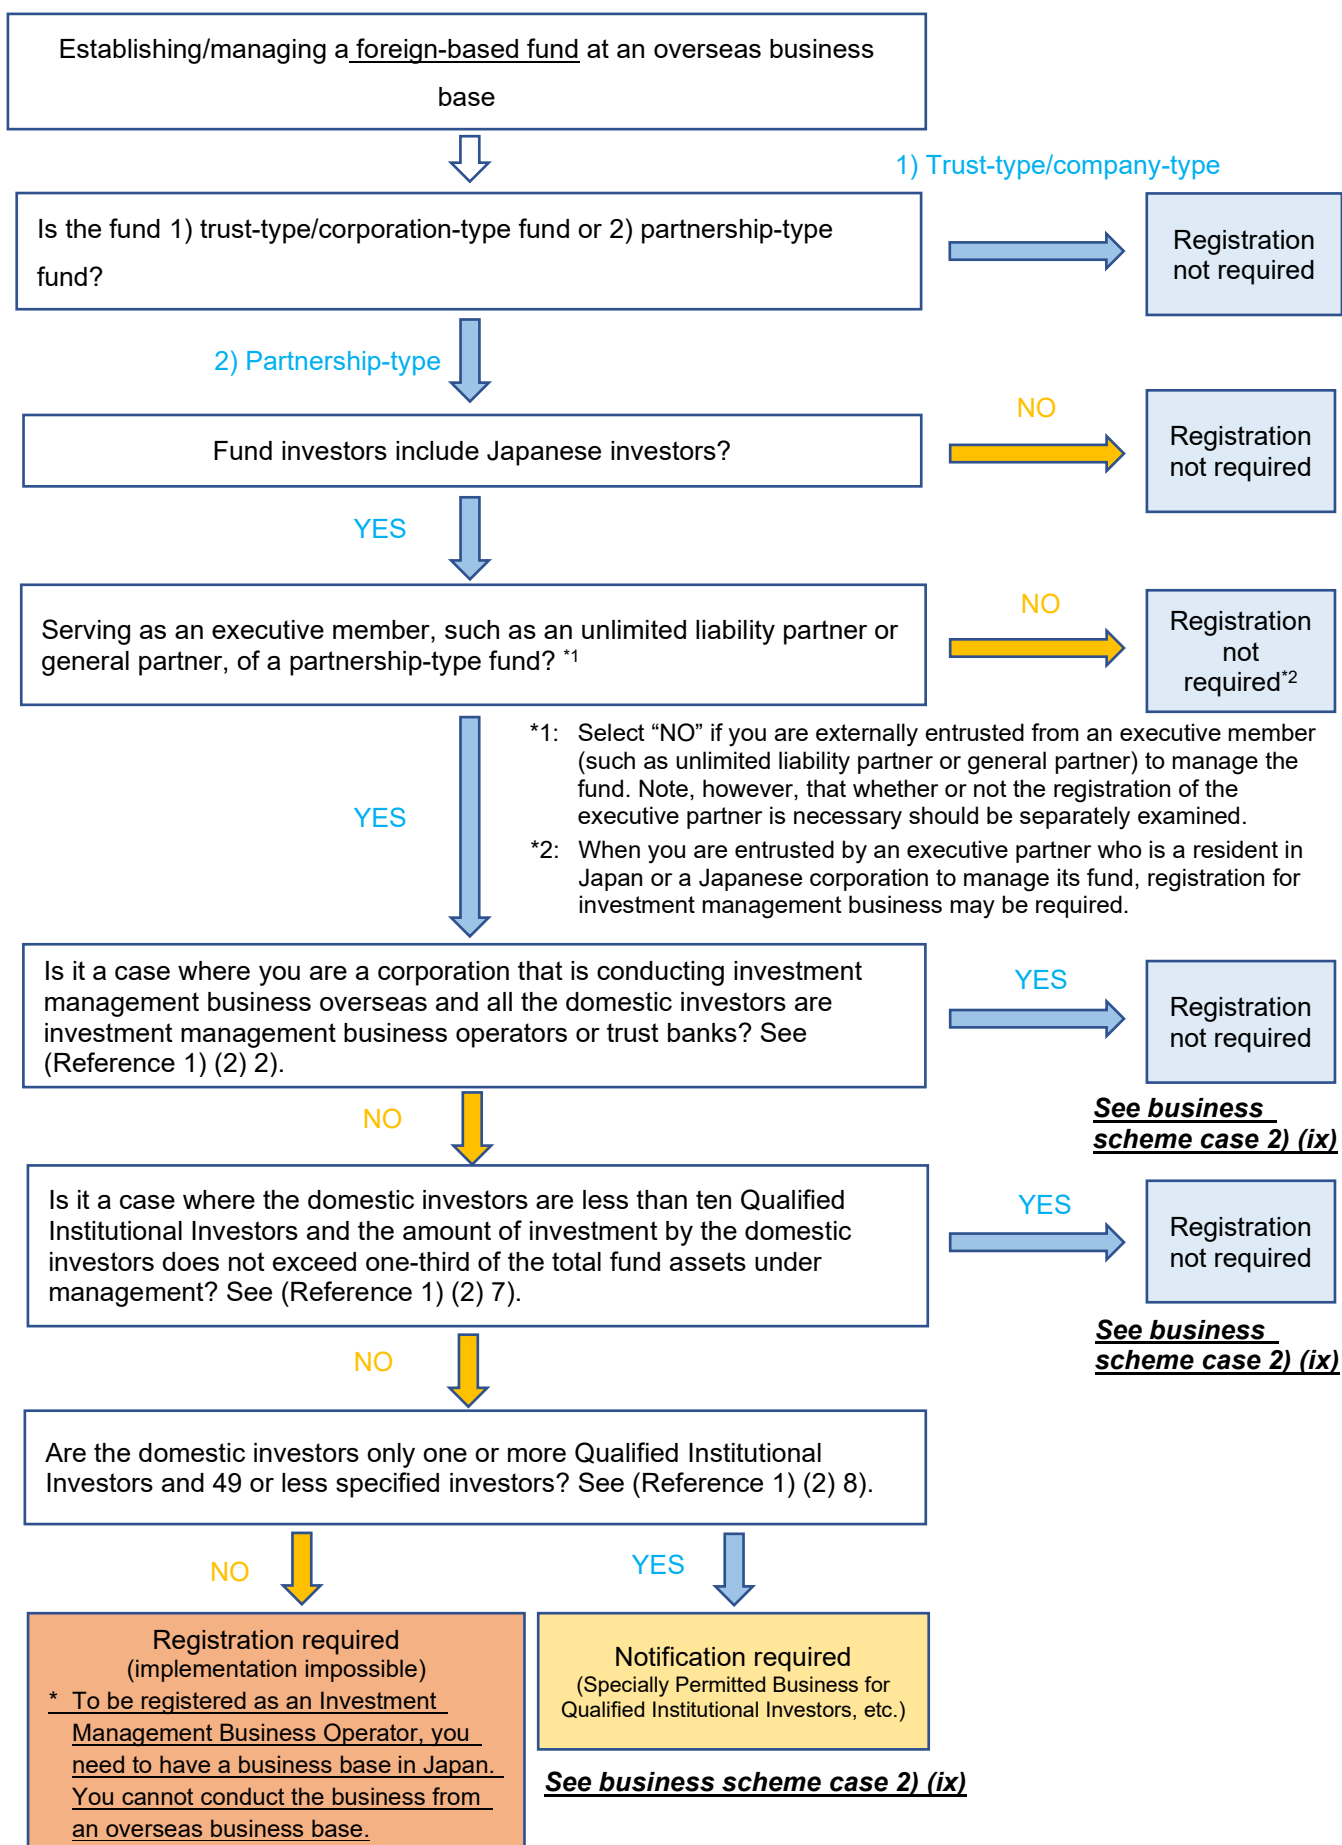 Establishing/managing a foreign-based fund at an overseas business
base
1) Trust-type/company-type
Is the fund 1) trust-type/corporation-type fund or 2) partnership-type
fund?
Registration
not required
2) Partnership-type
Fund investors include Japanese investors?
NO
Registration
not required
YES
Serving as an executive member, such as an unlimited liability partner or
general partner, of a partnership-type fund? *1
NO
Registration
not
required*2
*1: Select “NO” if you are externally entrusted from an executive member
(such as unlimited liability partner or general partner) to manage the
fund. Note, however, that whether or not the registration of the
executive partner is necessary should be separately examined.
*2: When you are entrusted by an executive partner who is a resident in
Japan or a Japanese corporation to manage its fund, registration for
investment management business may be required.
YES
Is it a case where you are a corporation that is conducting investment
management business overseas and all the domestic investors are
investment management business operators or trust banks? See
(Reference 1) (2) 2).
YES
Registration
not required
See business
scheme case 2) (ix)
NO
Is it a case where the domestic investors are less than ten Qualified
Institutional Investors and the amount of investment by the domestic
investors does not exceed one-third of the total fund assets under
management? See (Reference 1) (2) 7).
YES
Registration
not required
See business
scheme case 2) (ix)
NO
Are the domestic investors only one or more Qualified Institutional
Investors and 49 or less specified investors? See (Reference 1) (2) 8).
NO
YES
Registration required
(implementation impossible)
* To be registered as an Investment
Management Business Operator, you
need to have a business base in Japan.
You cannot conduct the business from
an overseas business base.
Notification required
(Specially Permitted Business for
Qualified Institutional Investors, etc.)
See business scheme case 2) (ix)